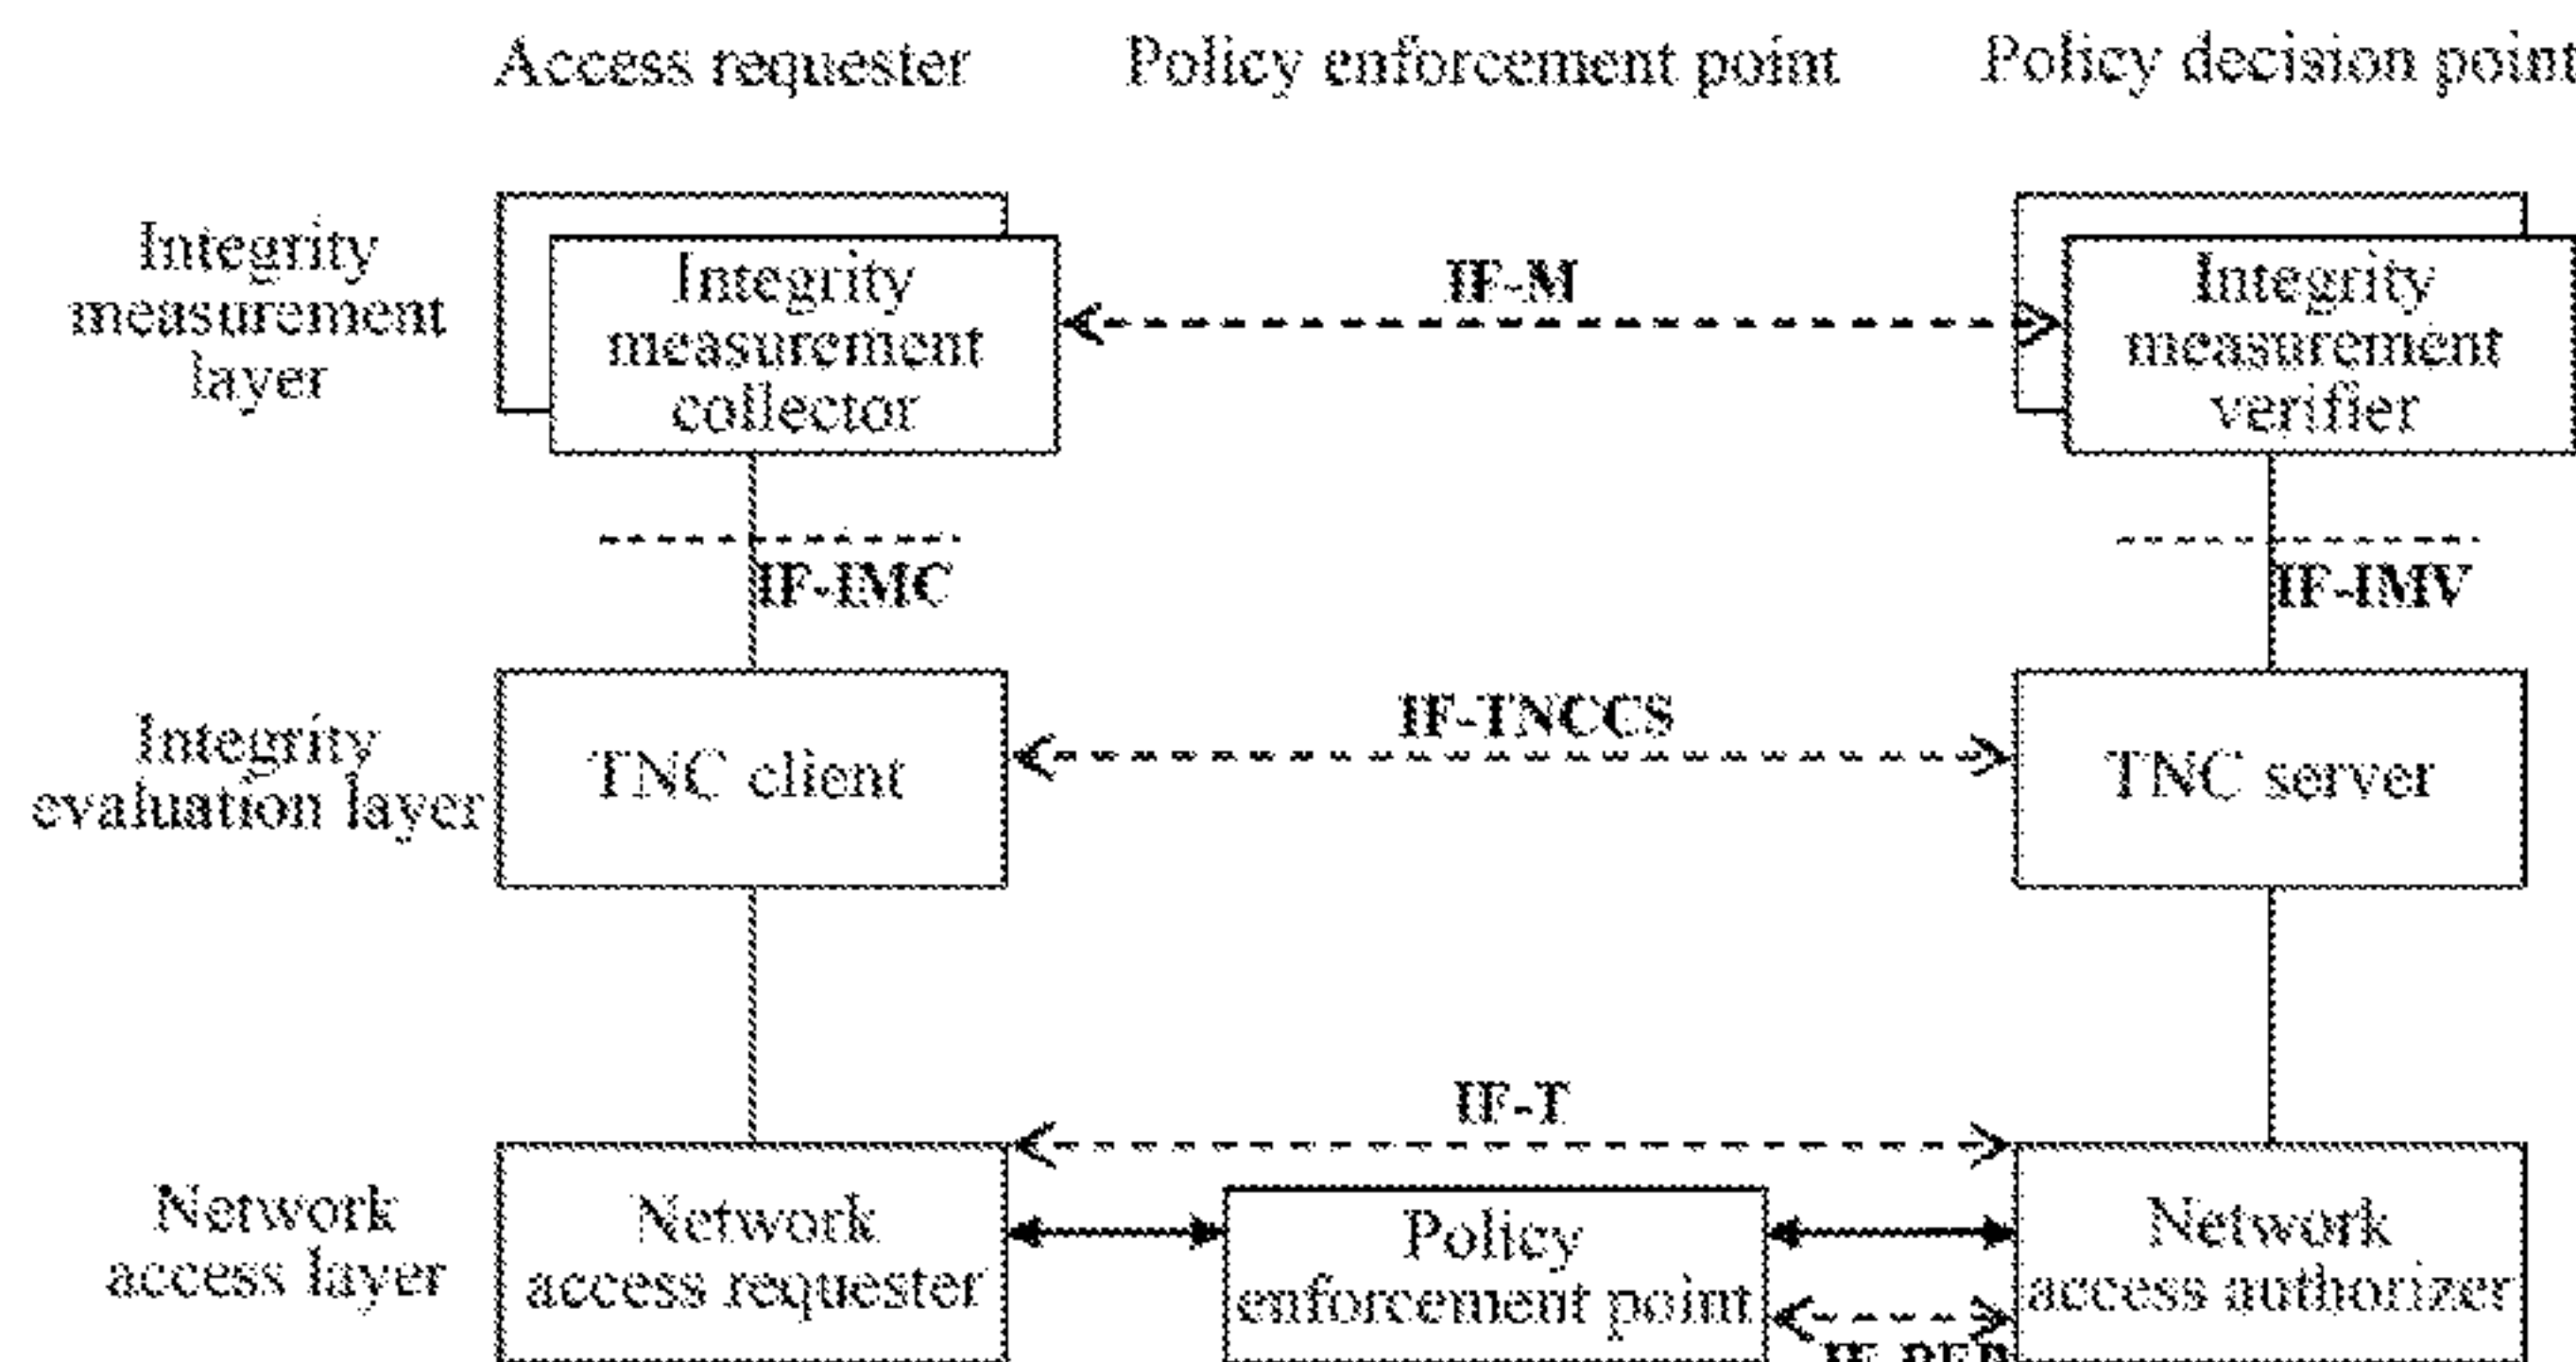 Access requester
Policy enforcement point
Policy decision point
Integrity
measurement
layer
Integrity
measurement
collector
IF-M
Integrity
measurement
verifier
IF-IMC
IF-IMV
Integrity
evaluation layer
TNC client
IF-TNCCS
TNC server
IF-T
Network
access layer
Network
access requester
Policy
enforcement point
Network
access authorizer
IF-PEP